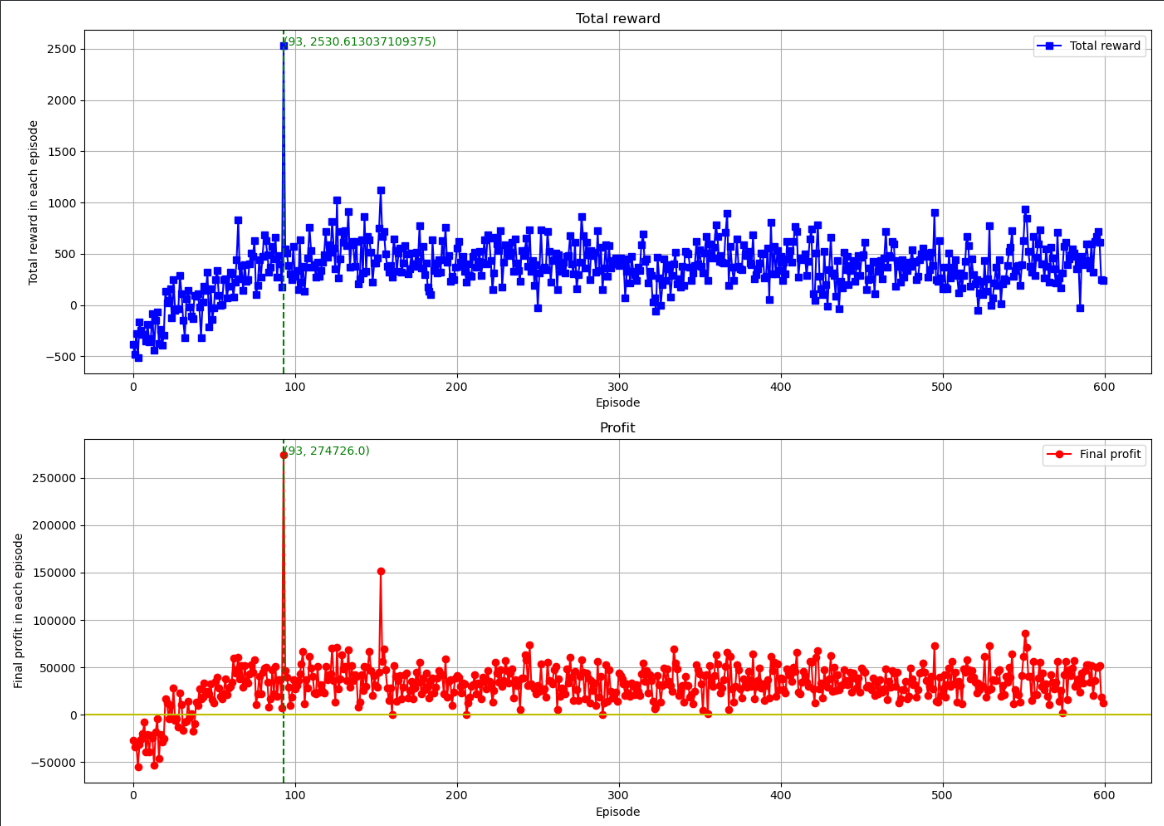 Total reward
(93, 2530.613037109375)
Total reward
2500
2000
1500
1000
500
0
−500
Total reward in each episode
0 100 200 300 400 500 600
Episode
Profit
(93, 274726.0)
Final profit
250000
200000
150000
100000
50000
0
−50000
Final profit in each episode
0 100 200 300 400 500 600
Episode